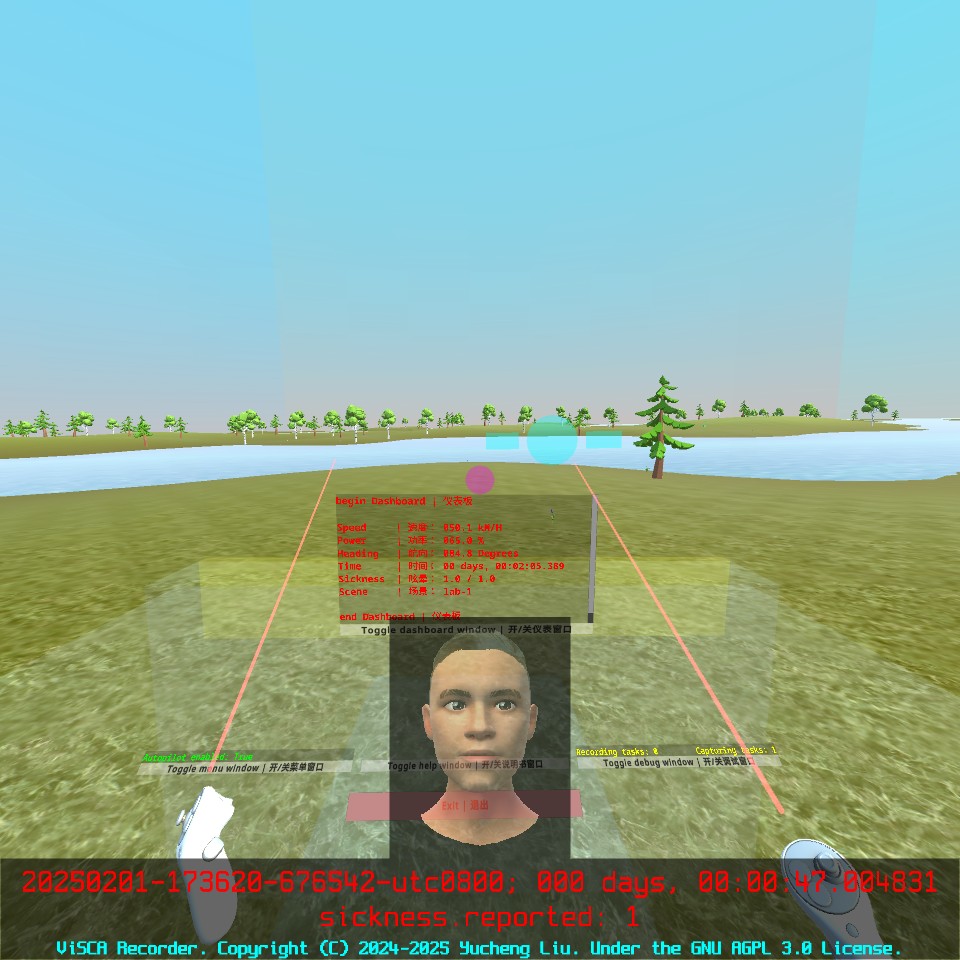 begin Dashboard | 仪表板
Speed | 速度: 050.1 kM/H
Power | 功率: 065.0 %
Heading | 航向: 084.8 Degrees
Time | 时间: 00 days, 00:02:05.389
Sickness | 眩晕: 1.0 / 1.0
Scene | 场景: lab-1
end Dashboard | 仪表板
Toggle dashboard window | 开/关仪表窗口
Autopilot enabled: True
Toggle menu window | 开/关菜单窗口
Toggle help window | 开/关说明书窗口
Recording tasks: 0 Capturing tasks: 1
Toggle debug window | 开/关调试窗口
Exit | 退出
20250201-173620-676542-utc0800; 000 days, 00:00:47.004831
sickness.reported: 1
ViSCA Recorder. Copyright (C) 2024-2025 Yucheng Liu. Under the GNU AGPL 3.0 License.